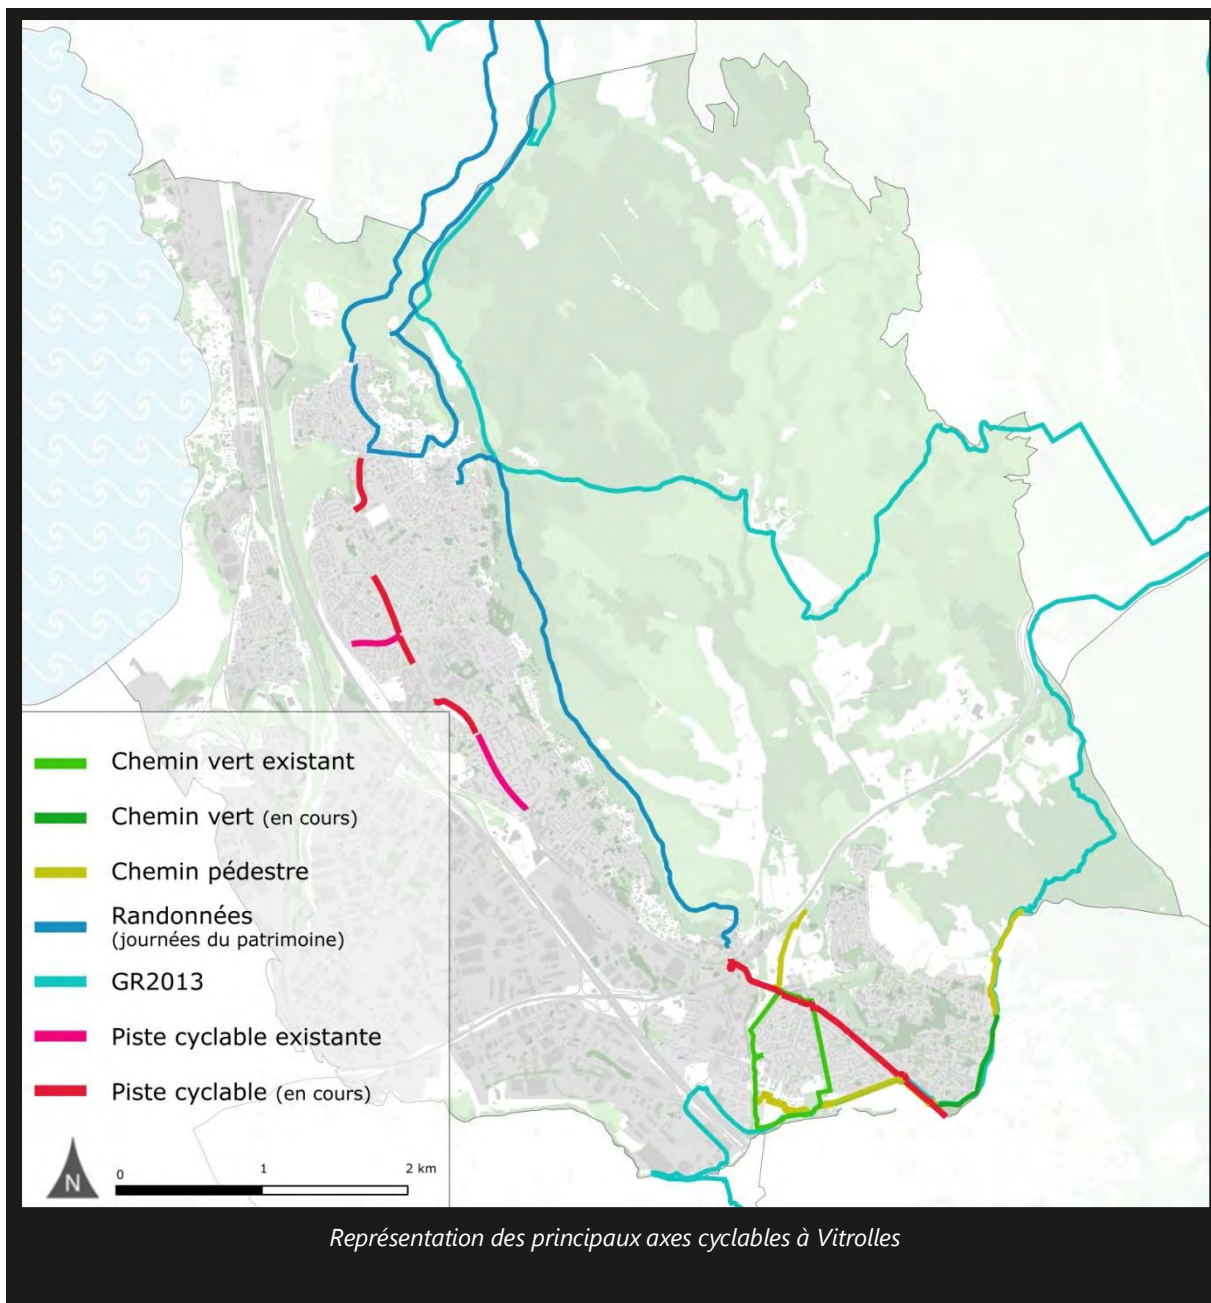 Chemin vert existant
Chemin vert (en cours)
Chemin pédestre
Randonnées
(journées du patrimoine)
GR2013
Piste cyclable existante
Piste cyclable (en cours)
N
0 1 2 km
Représentation des principaux axes cyclables à Vitrolles